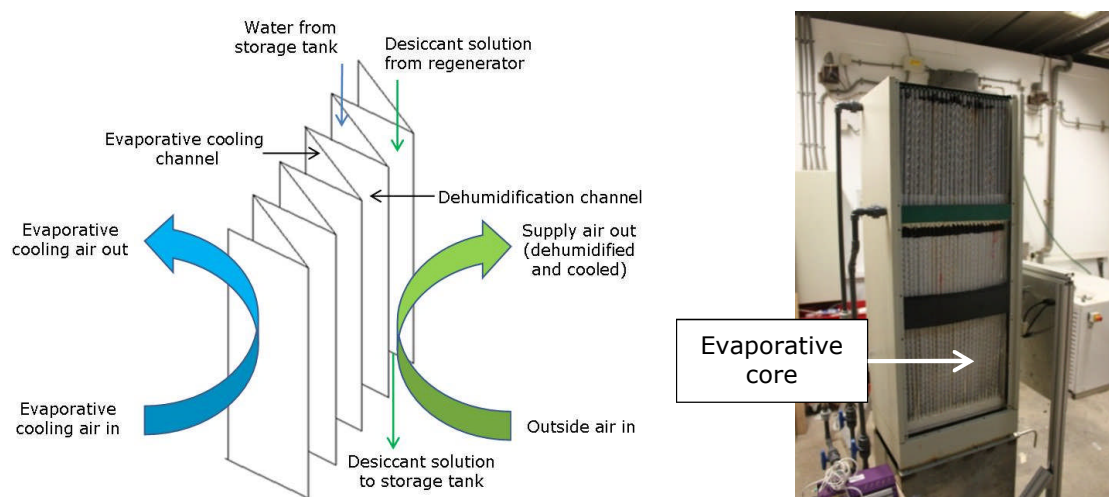 Water from
storage tank
Desiccant solution
from regenerator
Evaporative cooling
channel
Dehumidification channel
Evaporative
cooling air out
Supply air out
(dehumidified
and cooled)
Evaporative
core
Evaporative
cooling air in
Outside air in
Desiccant solution
to storage tank